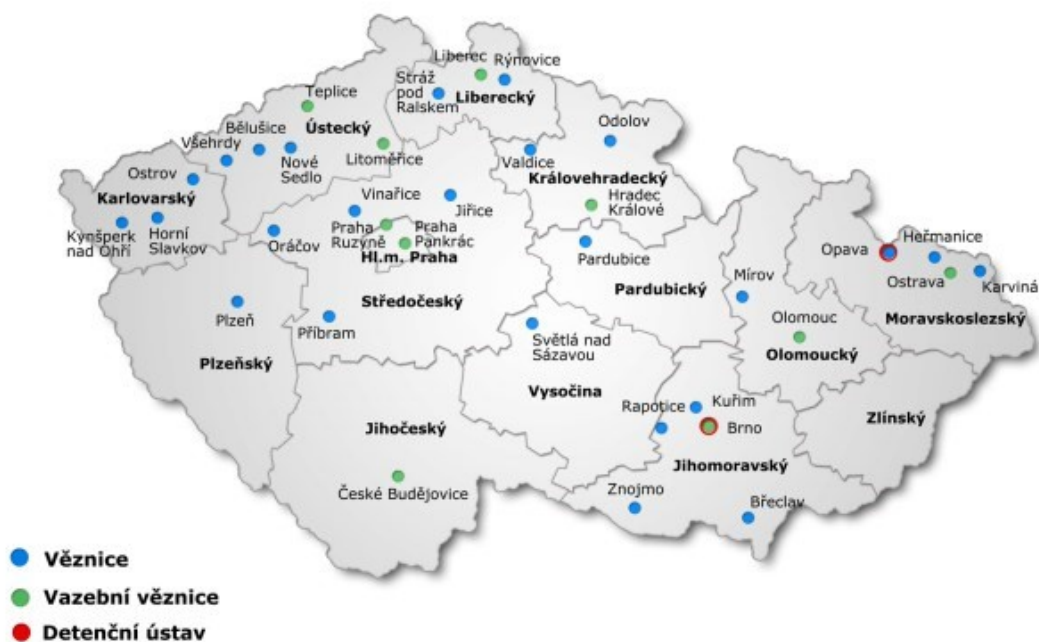 Liberec
Rýnovice
Stráž
pod
Ralskem
Liberecký
Teplice
Ústecký
Bělušice
Všehrdy
Nové
Sedlo
Litoměřice
Odolov
Valdice
Královehradecký
Hradec
Králové
Ostrov
Karlovarský
Kynšperk
nad Ohří
Horní
Slavkov
Vinařice
Jiřice
Oráčov
Praha
Ruzyně
Praha
Pankrác
Hl.m. Praha
Středočeský
Příbram
Pardubice
Pardubický
Opava
Heřmanice
Ostrava
Karviná
Moravskoslezský
Mírov
Olomouc
Olomoucký
Plzeň
Plzeňský
Světlá nad
Sázavou
Vysočina
Rapotice
Kuřim
Brno
Jihomoravský
Zlínský
Jihočeský
České Budějovice
Znojmo
Břeclav
Věznice
Vazební věznice
Detenční ústav